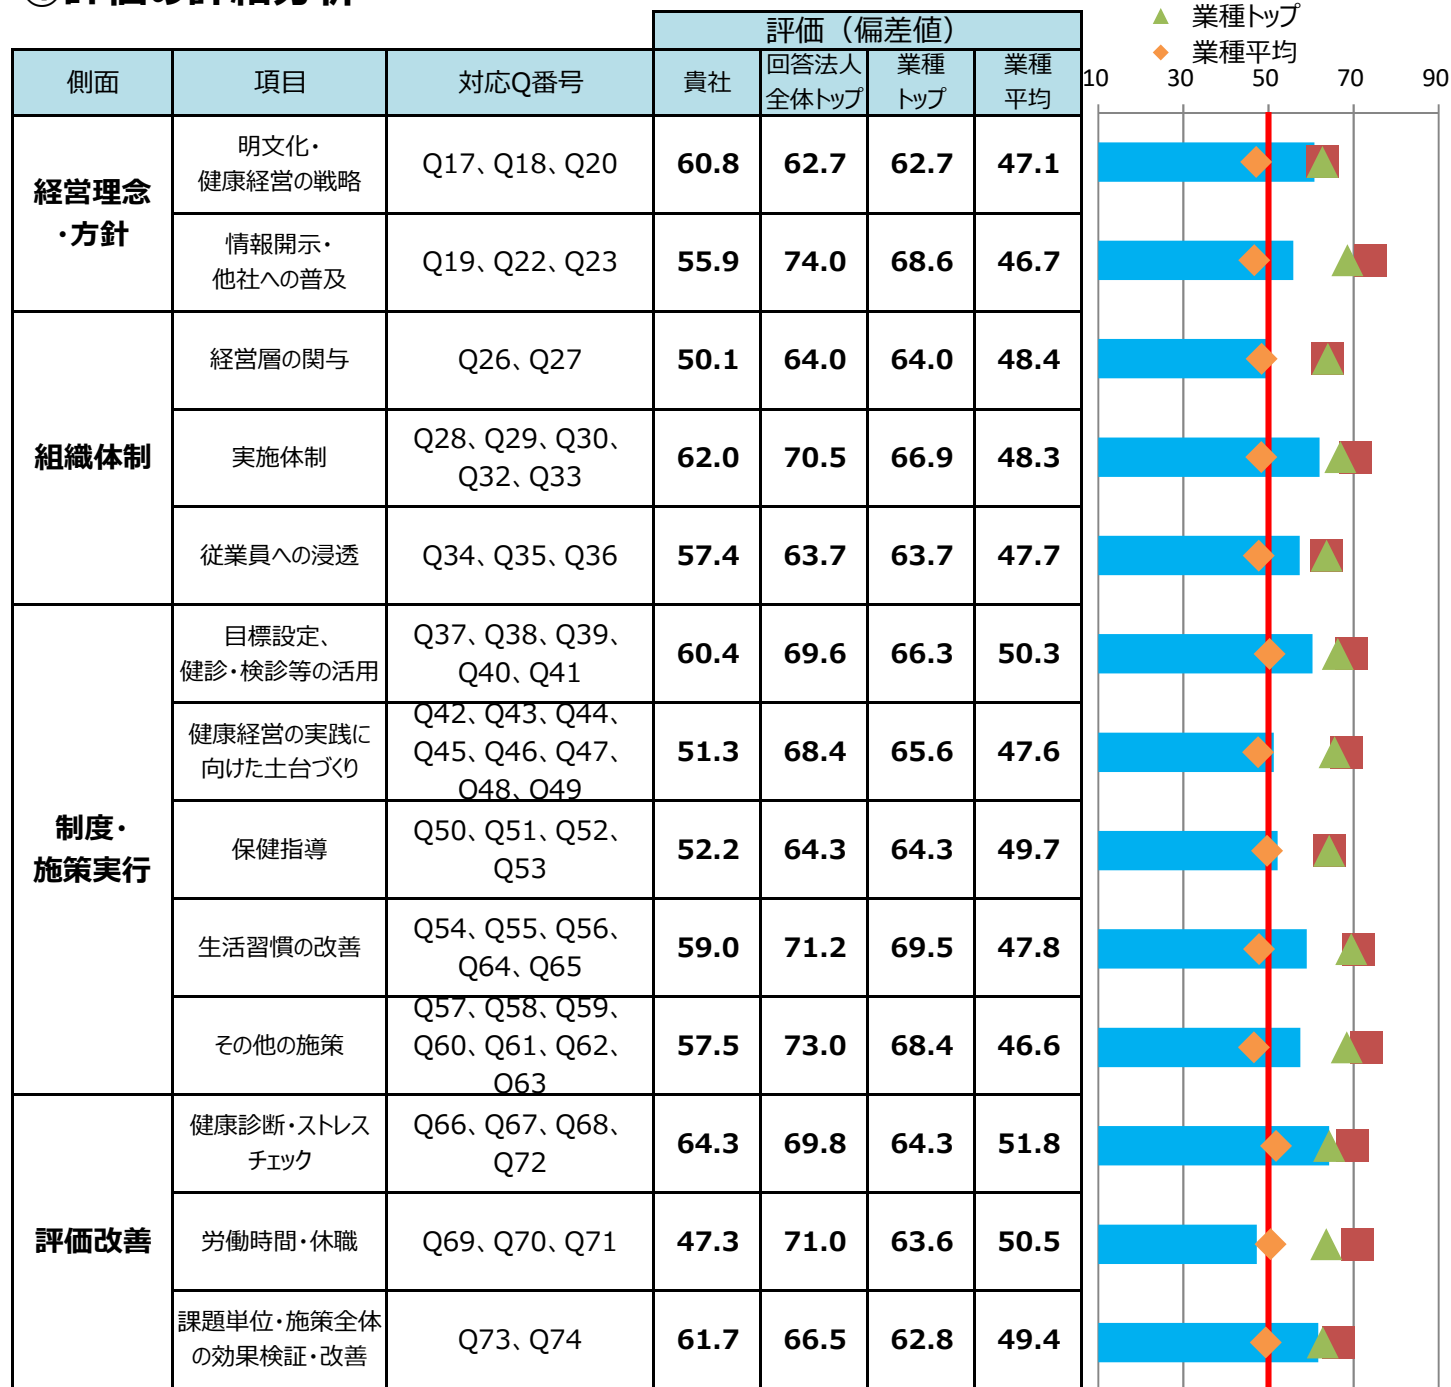 評価の詳細分析
▲ 業種トップ
◆ 業種平均
評価（偏差値）
側面 項目 対応Q番号 貴社 回答法人全体トップ 業種トップ 業種平均
10 30 50 70 90
経営理念・方針
明文化・健康経営の戦略 Q17、Q18、Q20 60.8 62.7 62.7 47.1
情報開示・他社への普及 Q19、Q22、Q23 55.9 74.0 68.6 46.7
組織体制
経営層の関与 Q26、Q27 50.1 64.0 64.0 48.4
実施体制 Q28、Q29、Q30、Q32、Q33 62.0 70.5 66.9 48.3
従業員への浸透 Q34、Q35、Q36 57.4 63.7 63.7 47.7
制度・施策実行
目標設定、健診・検診等の活用 Q37、Q38、Q39、Q40、Q41 60.4 69.6 66.3 50.3
健康経営の実践に向けた土台づくり Q42、Q43、Q44、Q45、Q46、Q47、Q48、Q49 51.3 68.4 65.6 47.6
保健指導 Q50、Q51、Q52、Q53 52.2 64.3 64.3 49.7
生活習慣の改善 Q54、Q55、Q56、Q64、Q65 59.0 71.2 69.5 47.8
その他の施策 Q57、Q58、Q59、Q60、Q61、Q62、Q63 57.5 73.0 68.4 46.6
評価改善
健康診断・ストレスチェック Q66、Q67、Q68、Q72 64.3 69.8 64.3 51.8
労働時間・休職 Q69、Q70、Q71 47.3 71.0 63.6 50.5
課題単位・施策全体の効果検証・改善 Q73、Q74 61.7 66.5 62.8 49.4